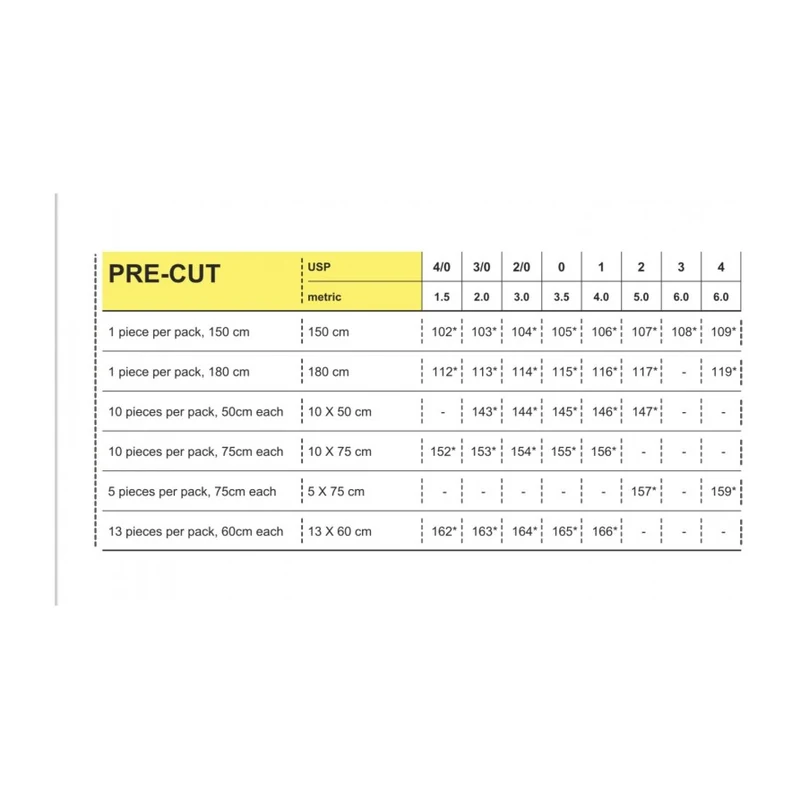 PRE-CUT USP 4/0 3/0 2/0 0 1 2 3 4
metric 1.5 2.0 3.0 3.5 4.0 5.0 6.0 6.0
1 piece per pack, 150 cm 150 cm 102* 103* 104* 105* 106* 107* 108* 109*
1 piece per pack, 180 cm 180 cm 112* 113* 114* 115* 116* 117* - 119*
10 pieces per pack, 50cm each 10 X 50 cm - 143* 144* 145* 146* 147* - -
10 pieces per pack, 75cm each 10 X 75 cm 152* 153* 154* 155* 156* - - -
5 pieces per pack, 75cm each 5 X 75 cm - - - - - 157* - 159*
13 pieces per pack, 60cm each 13 X 60 cm 162* 163* 164* 165* 166* - - -